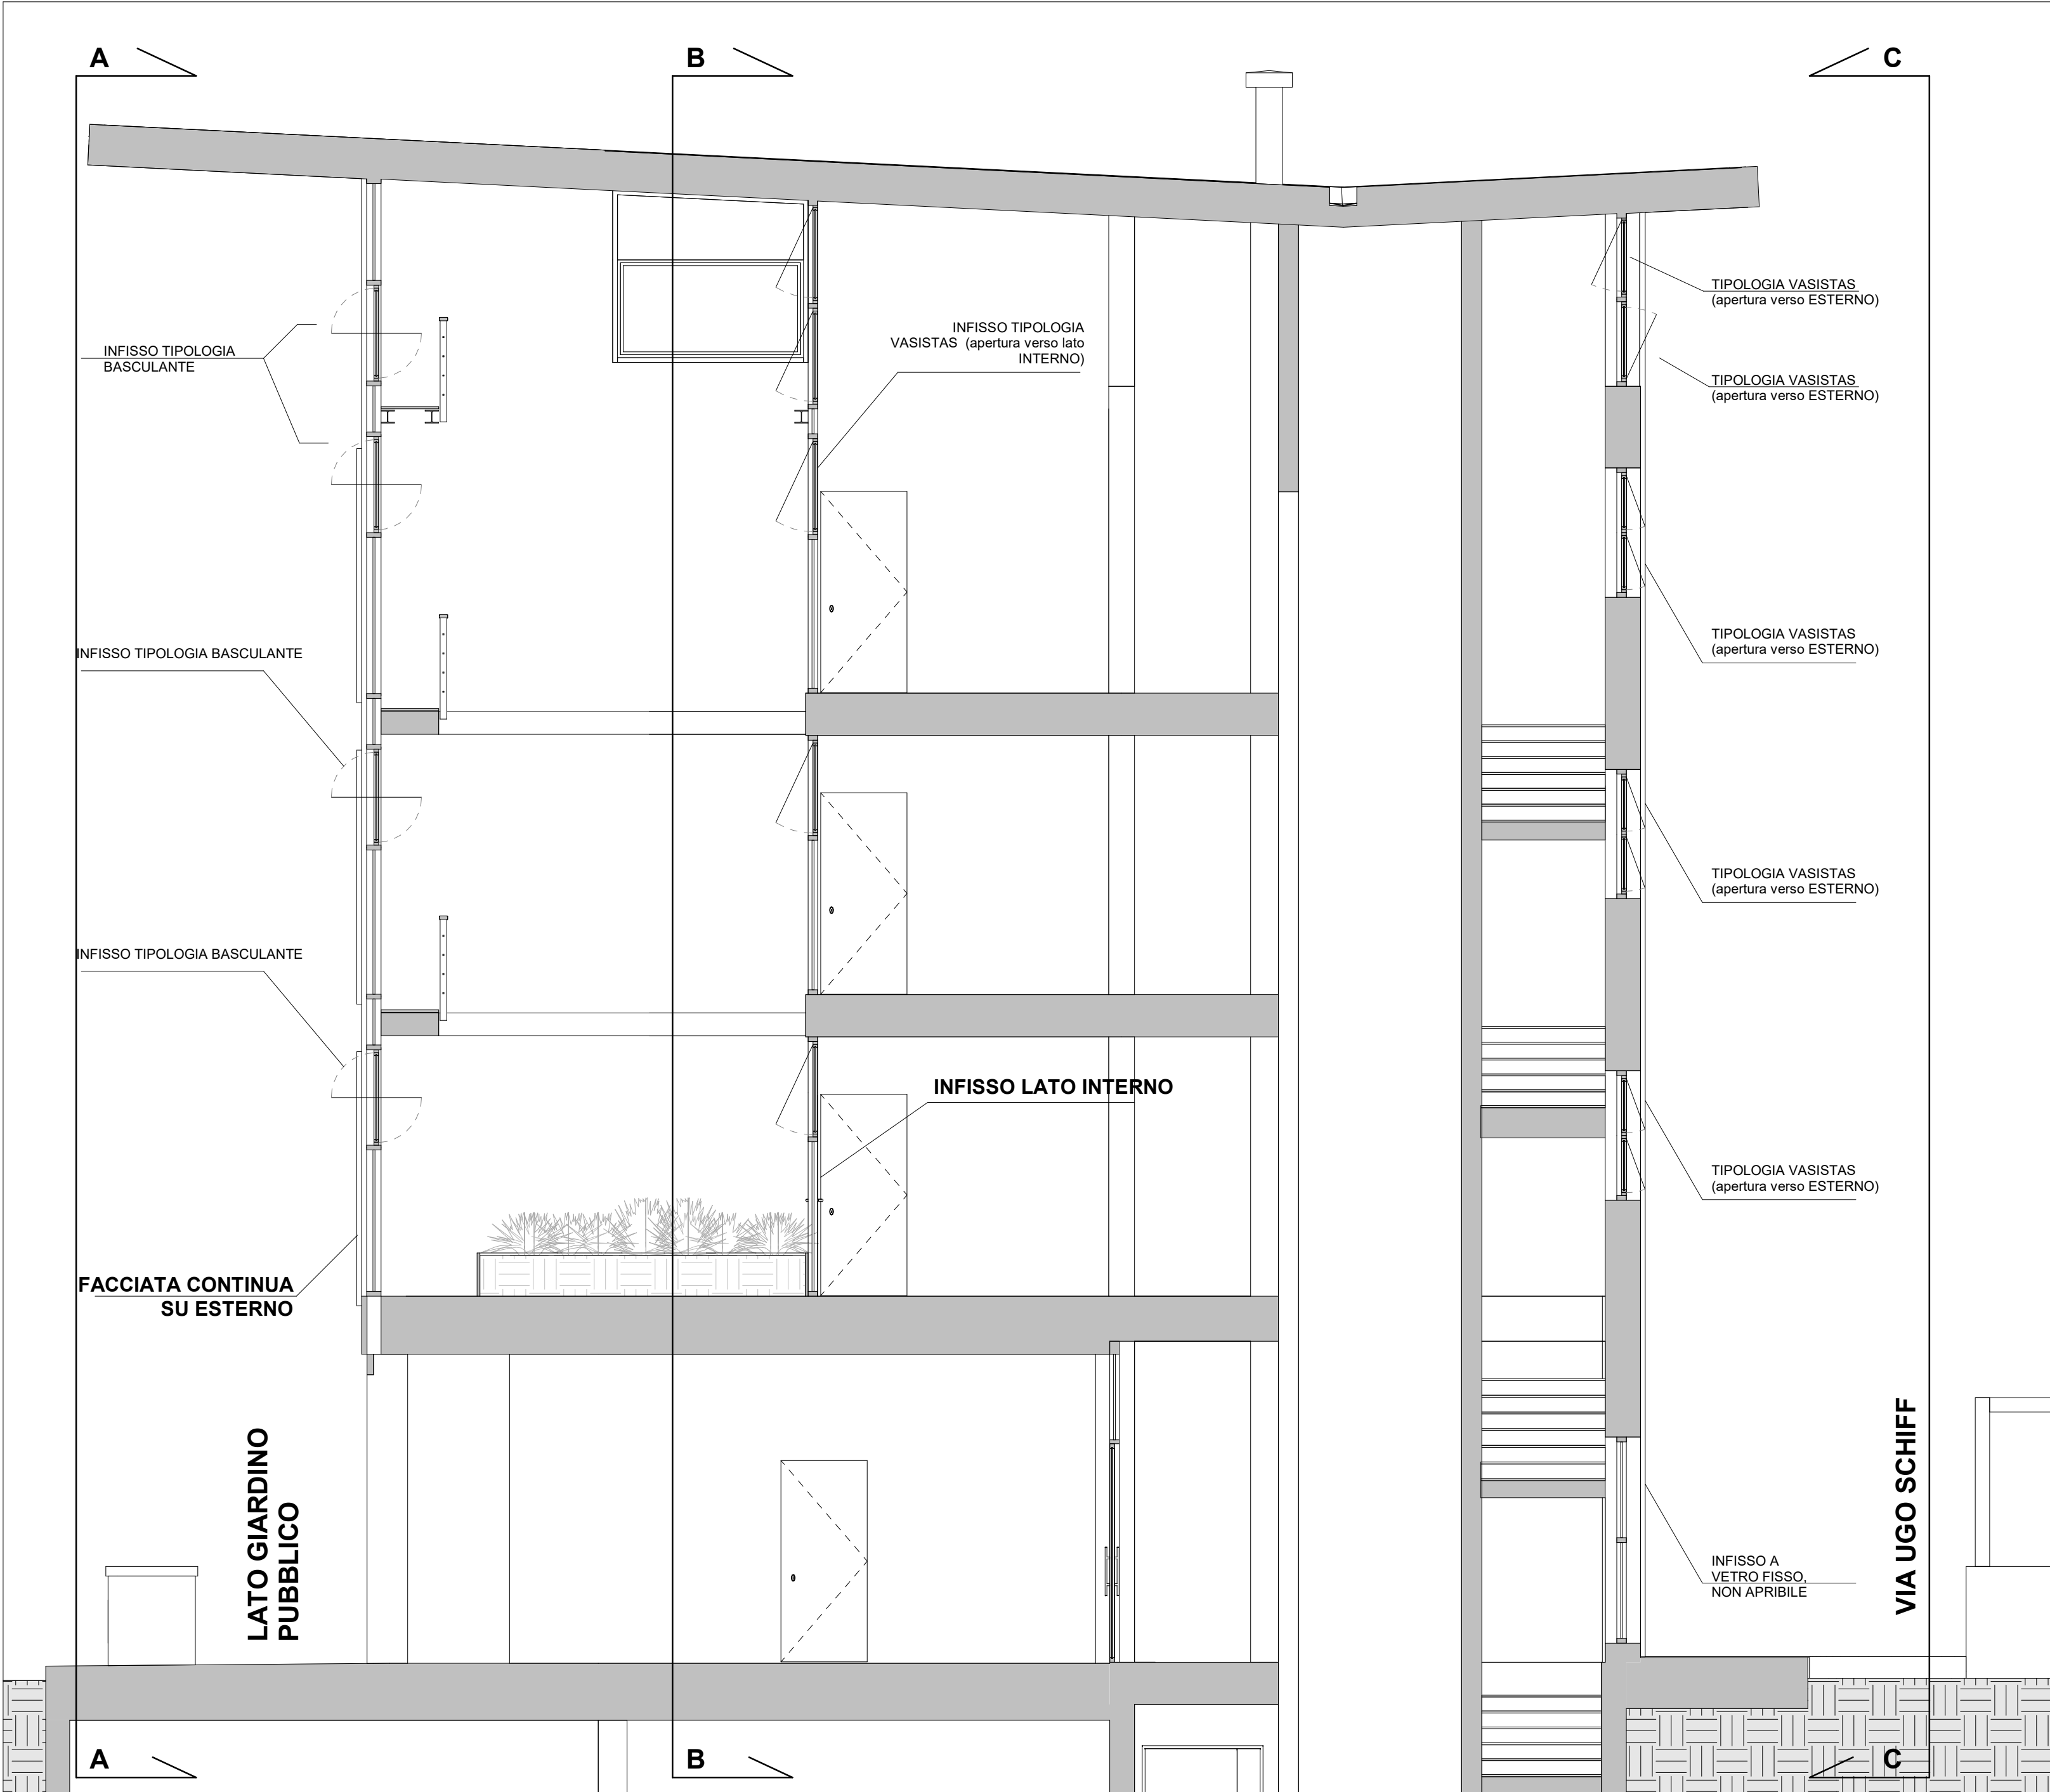 A
B
C
TIPOLOGIA VASISTAS
(apertura verso ESTERNO)
INFISSO TIPOLOGIA
VASISTAS (apertura verso lato
INTERNO)
INFISSO TIPOLOGIA
BASCULANTE
TIPOLOGIA VASISTAS
(apertura verso ESTERNO)
INFISSO TIPOLOGIA BASCULANTE
TIPOLOGIA VASISTAS
(apertura verso ESTERNO)
TIPOLOGIA VASISTAS
(apertura verso ESTERNO)
INFISSO TIPOLOGIA BASCULANTE
INFISSO LATO INTERNO
TIPOLOGIA VASISTAS
(apertura verso ESTERNO)
FACCIATA CONTINUA
SU ESTERNO
LATO GIARDINO
PUBBLICO
VIA UGO SCHIFF
INFISSO A
VETRO FISSO,
NON APRIBILE
A
B
C